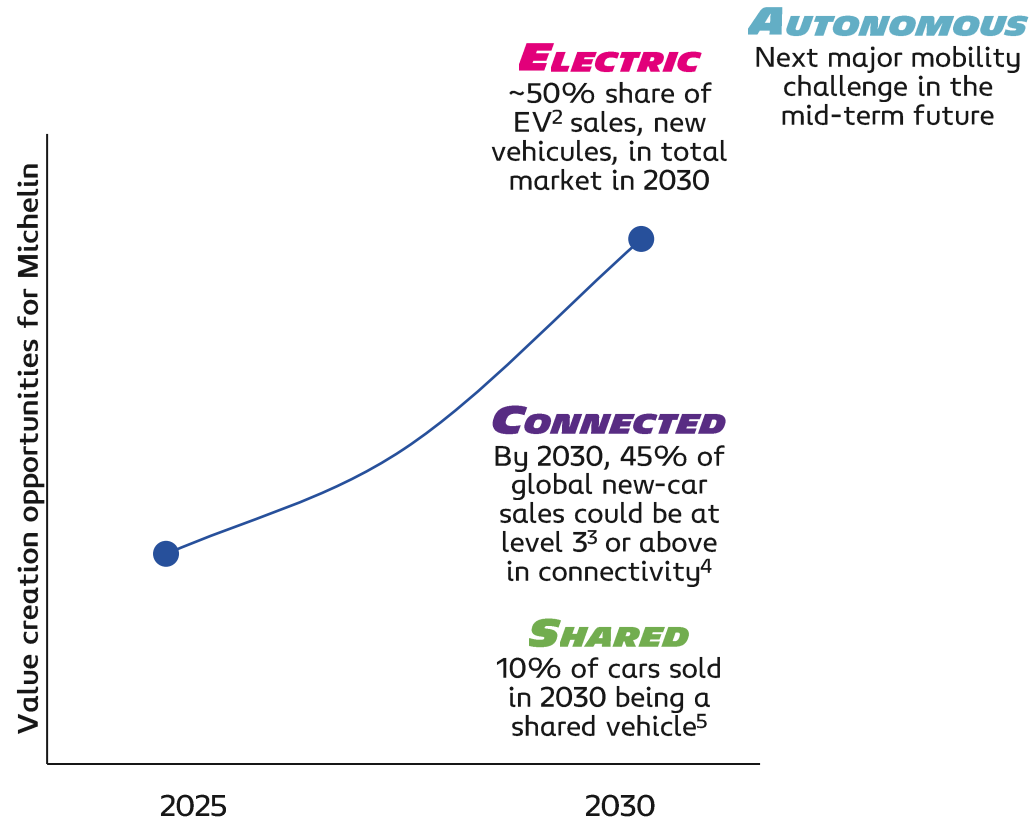 AUTONOMOUS
Next major mobility
challenge in the
mid-term future
ELECTRIC
~50% share of
EV² sales, new
vehicules, in total
market in 2030
Value creation opportunities for Michelin
CONNECTED
By 2030, 45% of
global new-car
sales could be at
level 3³ or above
in connectivity⁴
SHARED
10% of cars sold
in 2030 being a
shared vehicle⁵
2025
2030